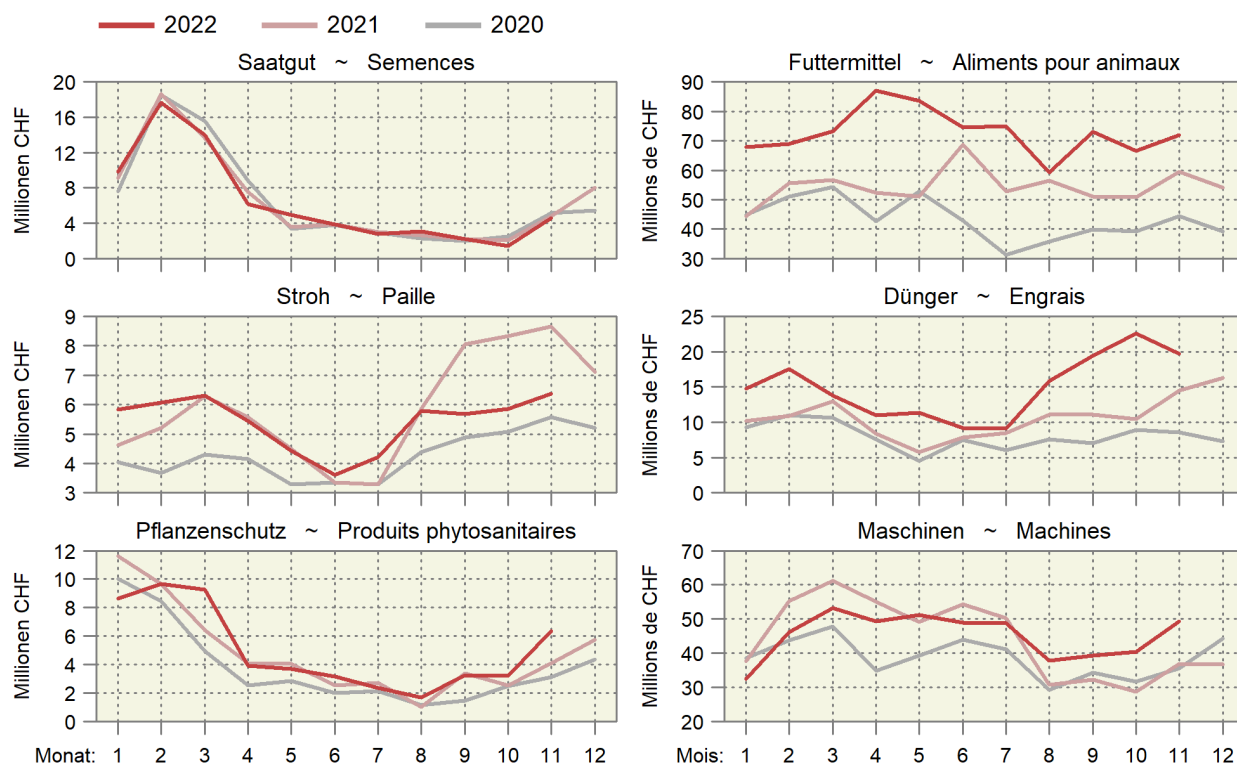 2022 2021 2020
Saatgut ~ Semences
Millionen CHF
20
16
12
8
4
0
Futtermittel ~ Aliments pour animaux
Millions de CHF
90
80
70
60
50
40
30
Stroh ~ Paille
Millionen CHF
9
8
7
6
5
4
3
Dünger ~ Engrais
Millions de CHF
25
20
15
10
5
0
Pflanzenschutz ~ Produits phytosanitaires
Millionen CHF
12
10
8
6
4
2
0
Monat: 1 2 3 4 5 6 7 8 9 10 11 12
Maschinen ~ Machines
Millions de CHF
70
60
50
40
30
20
Mois: 1 2 3 4 5 6 7 8 9 10 11 12